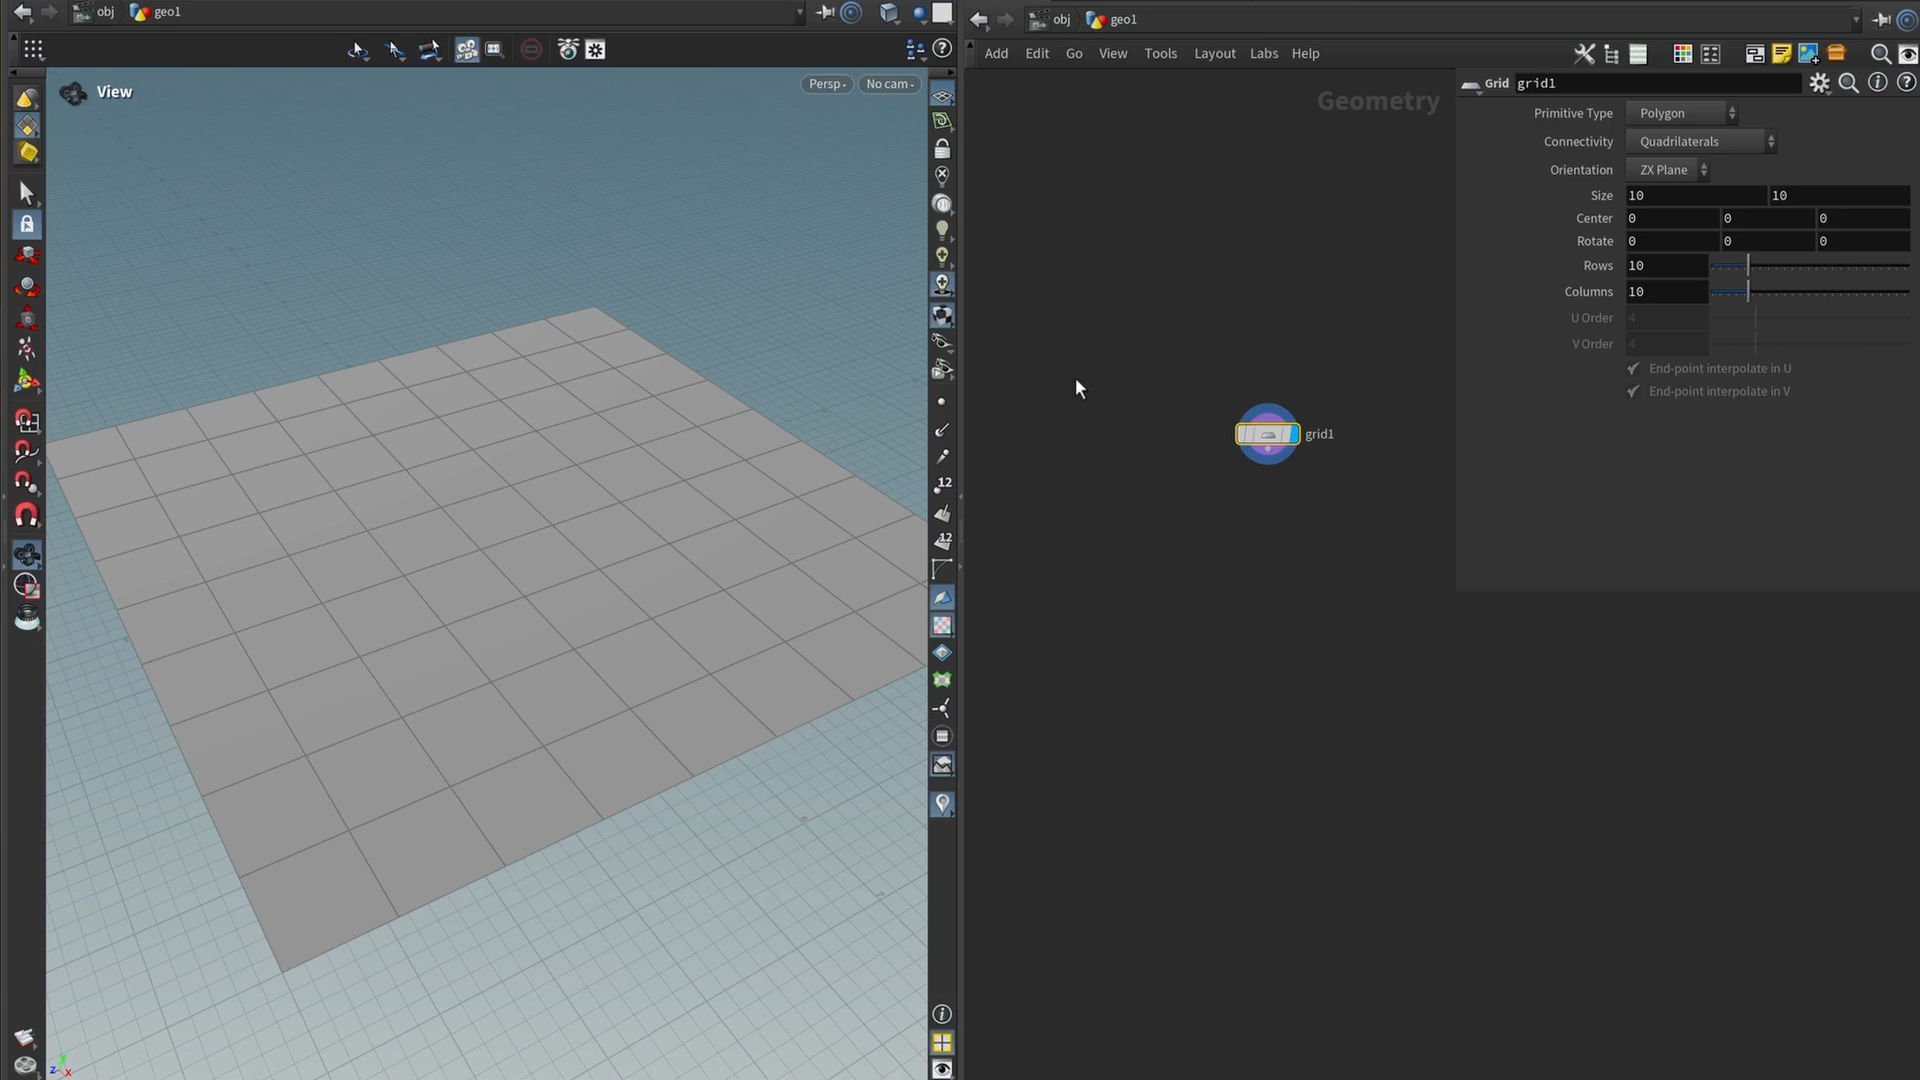 obj geo1
obj geo1
Add Edit Go View Tools Layout Labs Help
View
Persp No cam
Geometry
Grid grid1
Primitive Type Polygon
Connectivity Quadrilaterals
Orientation ZX Plane
Size 10 10
Center 0 0 0
Rotate 0 0 0
Rows 10
Columns 10
U Order 4
V Order 4
End-point interpolate in U
End-point interpolate in V
grid1
12
12
z y x